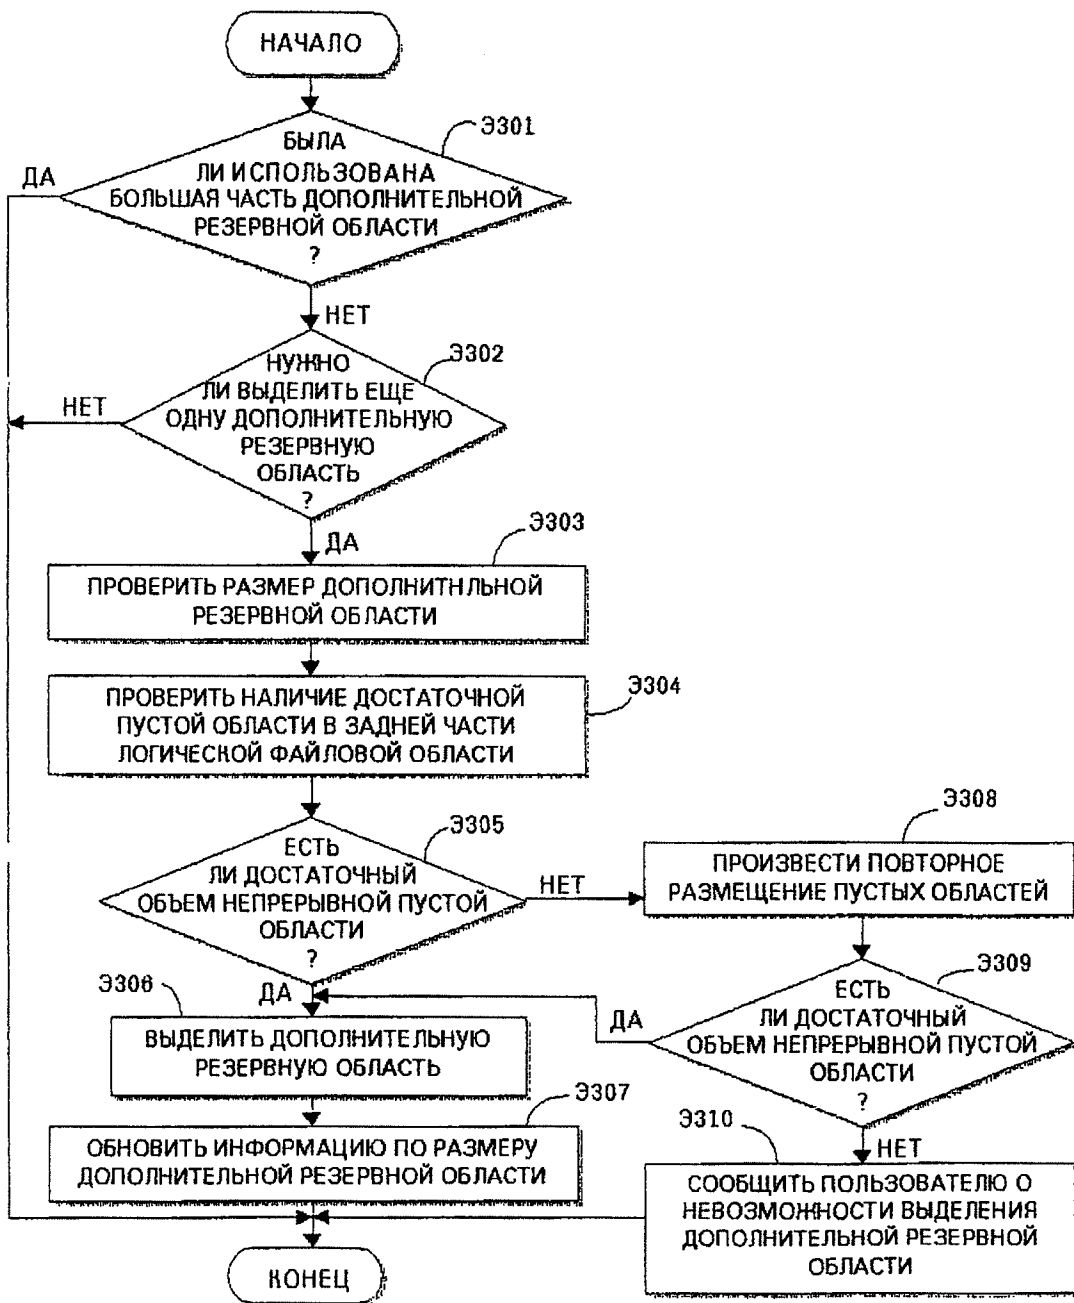 НАЧАЛО
Э301
БЫЛА
ЛИ ИСПОЛЬЗОВАНА
БОЛЬШАЯ ЧАСТЬ ДОПОЛНИТЕЛЬНОЙ
РЕЗЕРВНОЙ ОБЛАСТИ
?
ДА
НЕТ
Э302
НУЖНО
ЛИ ВЫДЕЛИТЬ ЕЩЕ
ОДНУ ДОПОЛНИТЕЛЬНУЮ
РЕЗЕРВНУЮ
ОБЛАСТЬ
?
НЕТ
ДА
Э303
ПРОВЕРИТЬ РАЗМЕР ДОПОЛНИТНЛЬНОЙ
РЕЗЕРВНОЙ ОБЛАСТИ
Э304
ПРОВЕРИТЬ НАЛИЧИЕ ДОСТАТОЧНОЙ
ПУСТОЙ ОБЛАСТИ В ЗАДНЕЙ ЧАСТИ
ЛОГИЧЕСКОЙ ФАЙЛОВОЙ ОБЛАСТИ
Э305
ЕСТЬ
ЛИ ДОСТАТОЧНЫЙ
ОБЪЕМ НЕПРЕРЫВНОЙ ПУСТОЙ
ОБЛАСТИ
?
НЕТ
ДА
Э308
ПРОИЗВЕСТИ ПОВТОРНОЕ
РАЗМЕЩЕНИЕ ПУСТЫХ ОБЛАСТЕЙ
Э309
ЕСТЬ
ЛИ ДОСТАТОЧНЫЙ
ОБЪЕМ НЕПРЕРЫВНОЙ ПУСТОЙ
ОБЛАСТИ
?
ДА
НЕТ
Э306
ВЫДЕЛИТЬ ДОПОЛНИТЕЛЬНУЮ
РЕЗЕРВНУЮ ОБЛАСТЬ
Э307
ОБНОВИТЬ ИНФОРМАЦИЮ ПО РАЗМЕРУ
ДОПОЛНИТЕЛЬНОЙ РЕЗЕРВНОЙ ОБЛАСТИ
Э310
СООБЩИТЬ ПОЛЬЗОВАТЕЛЮ О
НЕВОЗМОЖНОСТИ ВЫДЕЛЕНИЯ
ДОПОЛНИТЕЛЬНОЙ РЕЗЕРВНОЙ
ОБЛАСТИ
КОНЕЦ